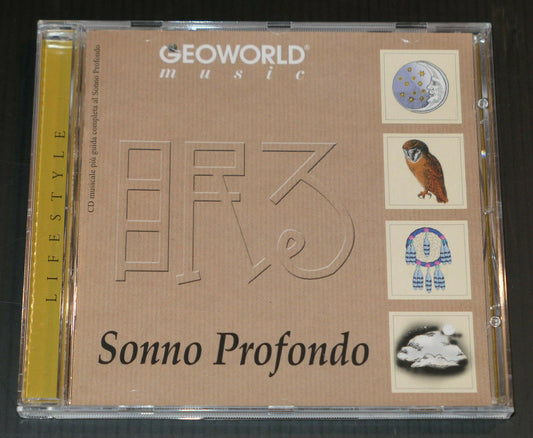 GEOWORLD®
music
眠る
Sonno Profondo
CD musicale più guida completa al Sonno Profondo
LIFESTYLE